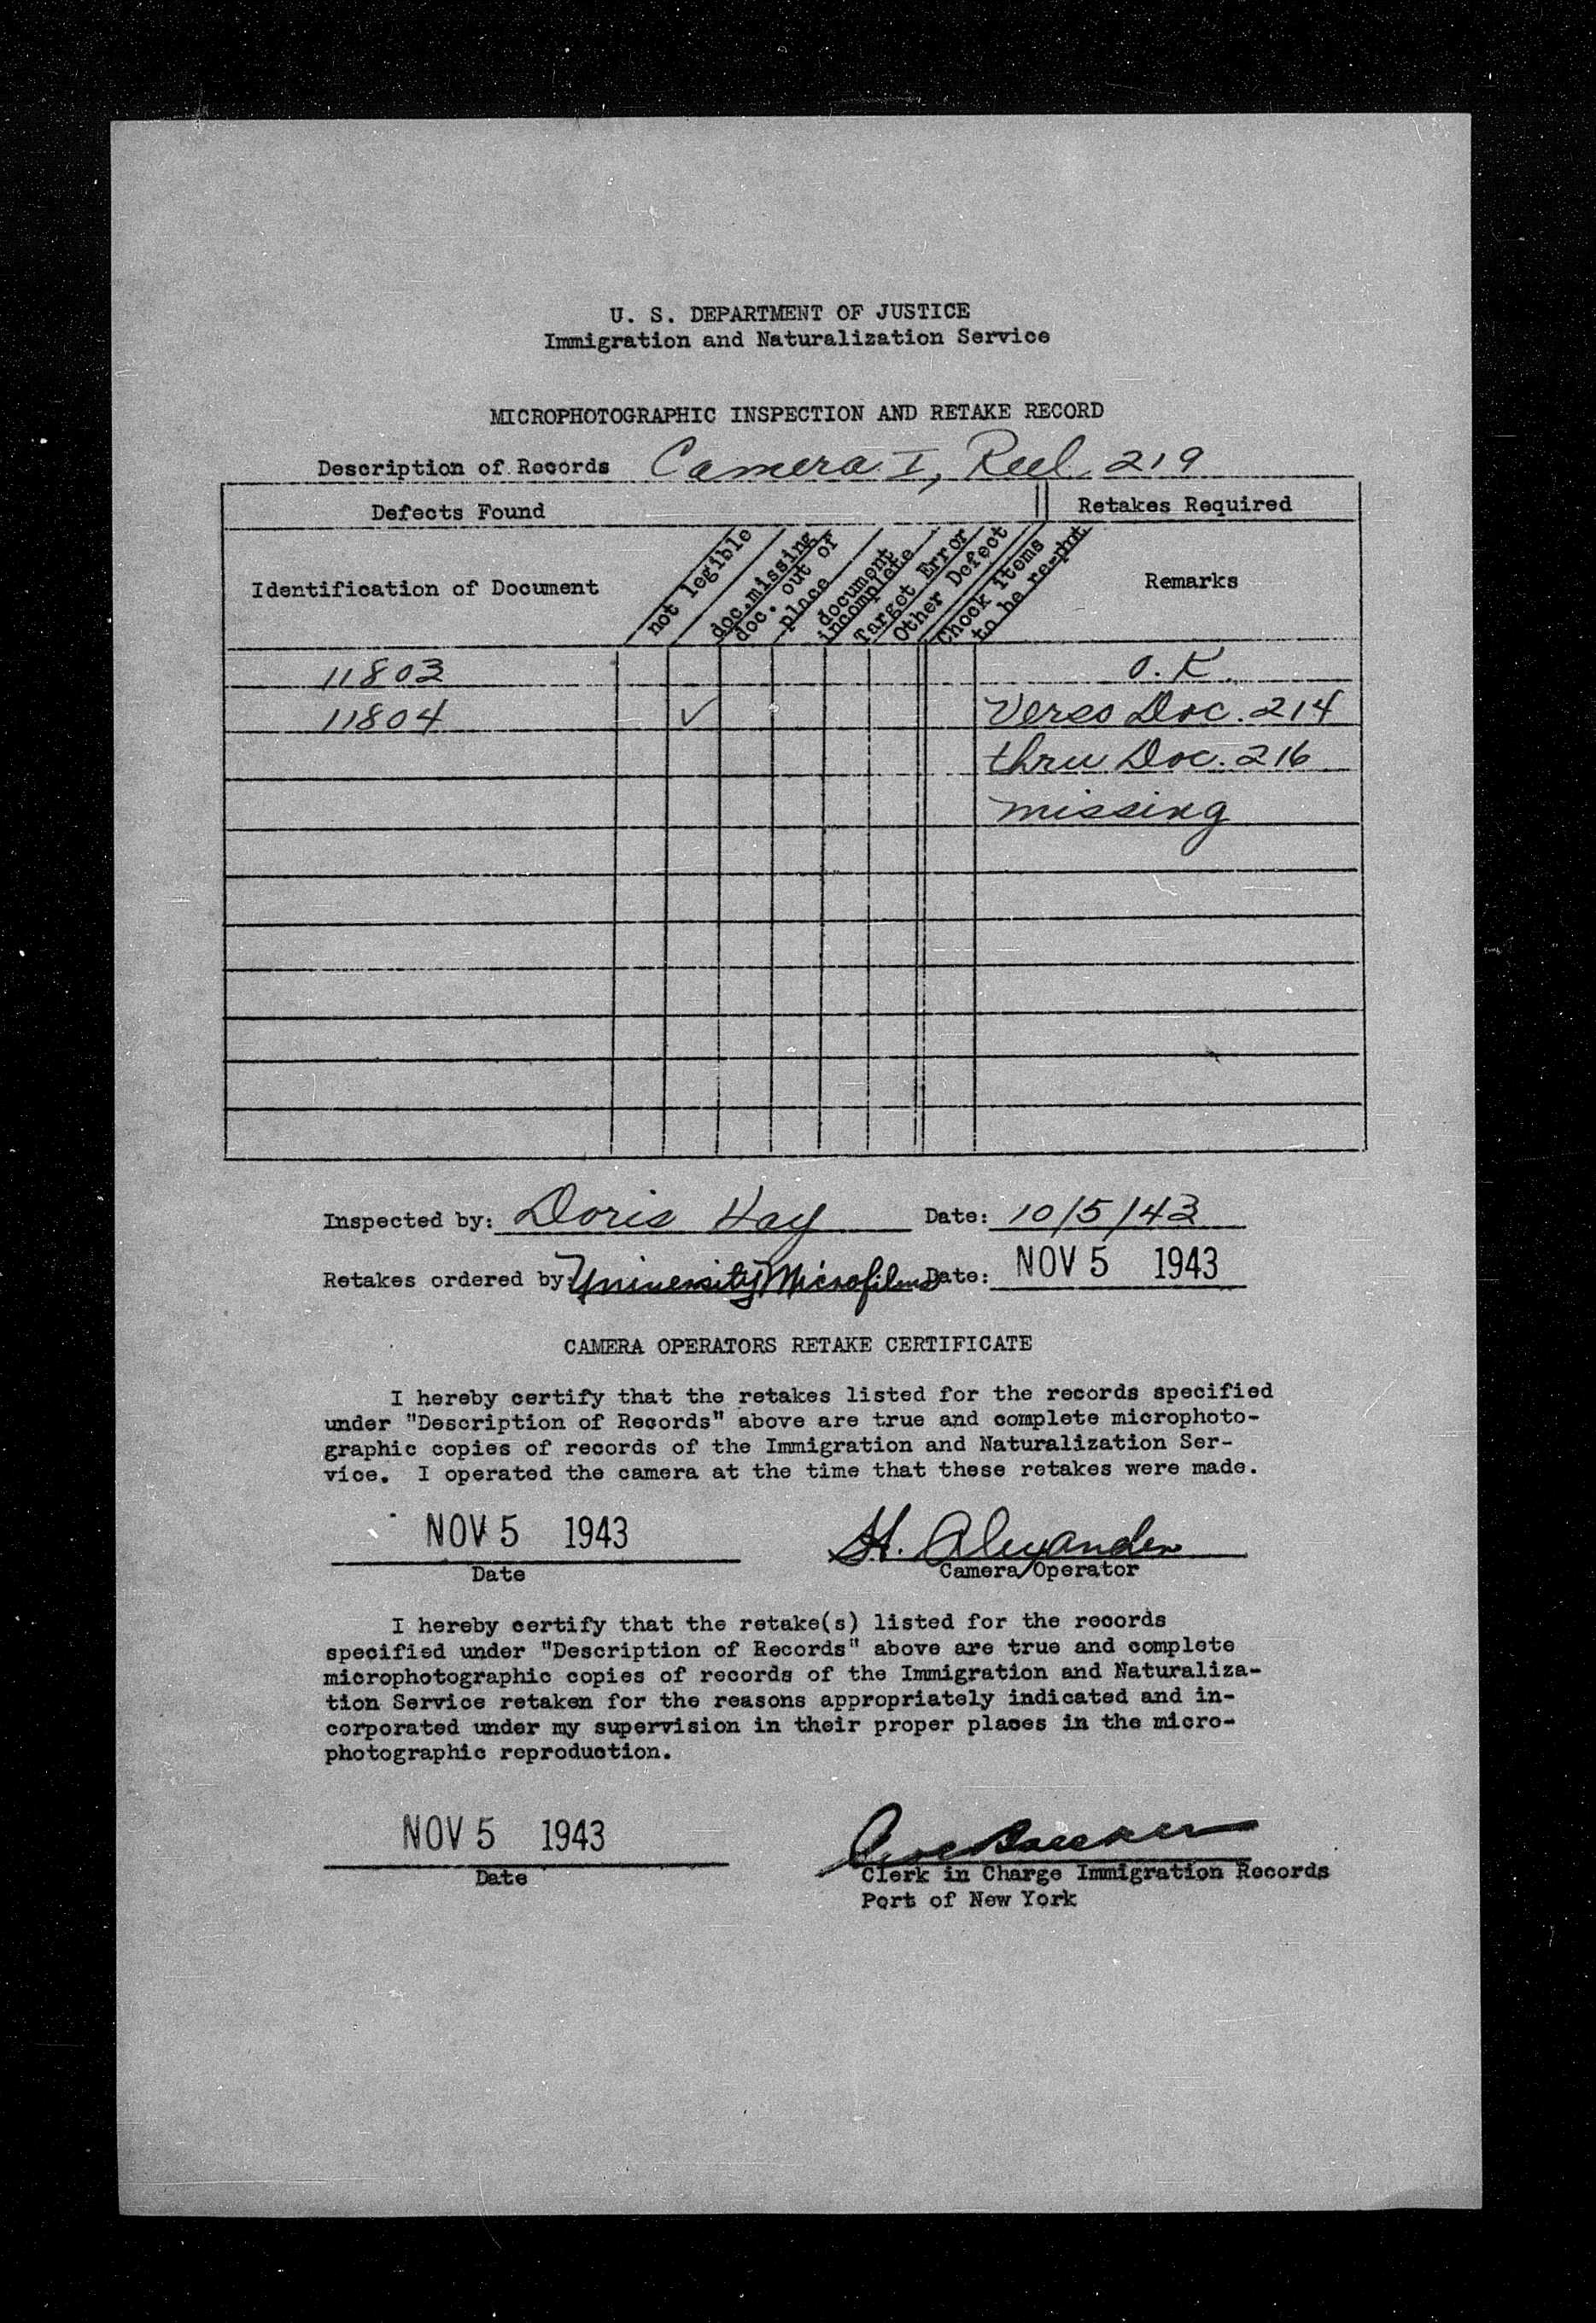 U. S. DEPARTMENT OF JUSTICE
Immigration and Naturalization Service
MICROPHOTOGRAPHIC INSPECTION AND RETAKE RECORD
Description of Records Camera I, Reel 219
Defects Found Retakes Required
Identification of Document
not legible
doc.missing
doc. out of
place
document
incomplete
Target Error
Other Defect
Check items
to be re-phot
Remarks
11803 O.K.
11804 ✓ Verso Doc. 214
thru Doc. 216
missing
Inspected by: Doris Hay Date: 10/5/43
Retakes ordered by: University Microfilms Date: NOV 5 1943
CAMERA OPERATORS RETAKE CERTIFICATE
I hereby certify that the retakes listed for the records specified
under "Description of Records" above are true and complete microphoto-
graphic copies of records of the Immigration and Naturalization Ser-
vice. I operated the camera at the time that these retakes were made.
NOV 5 1943 H. Alexander
Date Camera Operator
I hereby certify that the retake(s) listed for the records
specified under "Description of Records" above are true and complete
microphotographic copies of records of the Immigration and Naturaliza-
tion Service retaken for the reasons appropriately indicated and in-
corporated under my supervision in their proper places in the micro-
photographic reproduction.
NOV 5 1943
Date Clerk in Charge Immigration Records
Port of New York